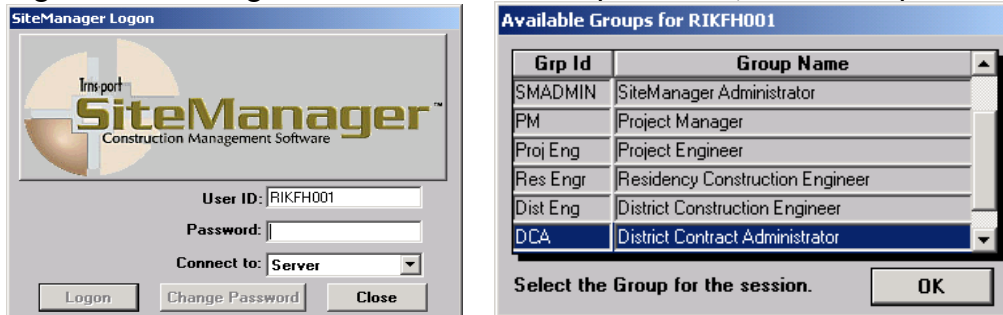 SiteManager Logon
Trns·port
SiteManager™
Construction Management Software
User ID: RIKFH001
Password:
Connect to: Server
Logon Change Password Close
Available Groups for RIKFH001
Grp Id Group Name
SMADMIN SiteManager Administrator
PM Project Manager
Proj Eng Project Engineer
Res Engr Residency Construction Engineer
Dist Eng District Construction Engineer
DCA District Contract Administrator
Select the Group for the session. OK